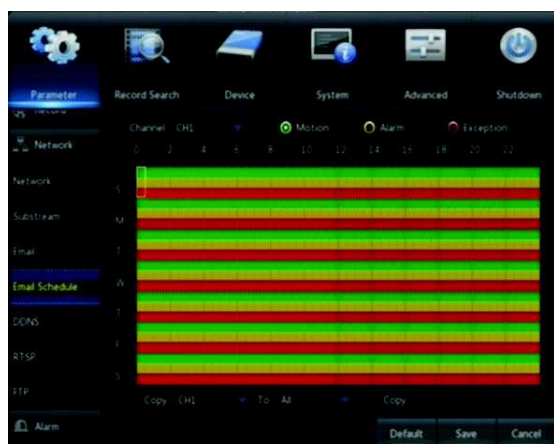 Parameter
Record Search
Device
System
Advanced
Shutdown
Record
Channel CH1 Motion Alarm Exception
0 2 4 6 8 10 12 14 16 18 20 22
Network
Network
Substream
Email
Email Schedule
DDNS
RTSP
FTP
Alarm
S
M
T
W
T
F
S
Copy CH1 To All Copy
Default Save Cancel